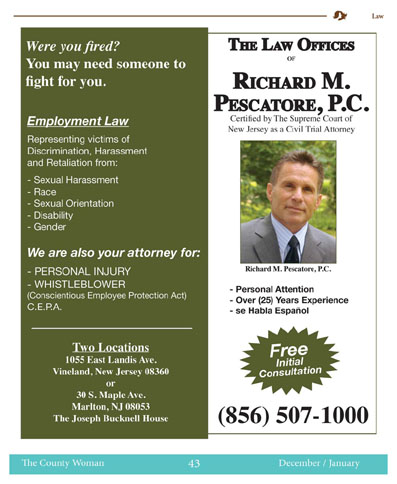 Law
Were you fired?
You may need someone to
fight for you.
Employment Law
Representing victims of
Discrimination, Harassment
and Retaliation from:
- Sexual Harassment
- Race
- Sexual Orientation
- Disability
- Gender
We are also your attorney for:
- PERSONAL INJURY
- WHISTLEBLOWER
(Conscientious Employee Protection Act)
C.E.P.A.
Two Locations
1055 East Landis Ave.
Vineland, New Jersey 08360
or
30 S. Maple Ave.
Marlton, NJ 08053
The Joseph Bucknell House
THE LAW OFFICES
OF
RICHARD M.
PESCATORE, P.C.
Certified by The Supreme Court of
New Jersey as a Civil Trial Attorney
Richard M. Pescatore, P.C.
- Personal Attention
- Over (25) Years Experience
- se Habla Español
Free
Initial
Consultation
(856) 507-1000
The County Woman
43
December / January